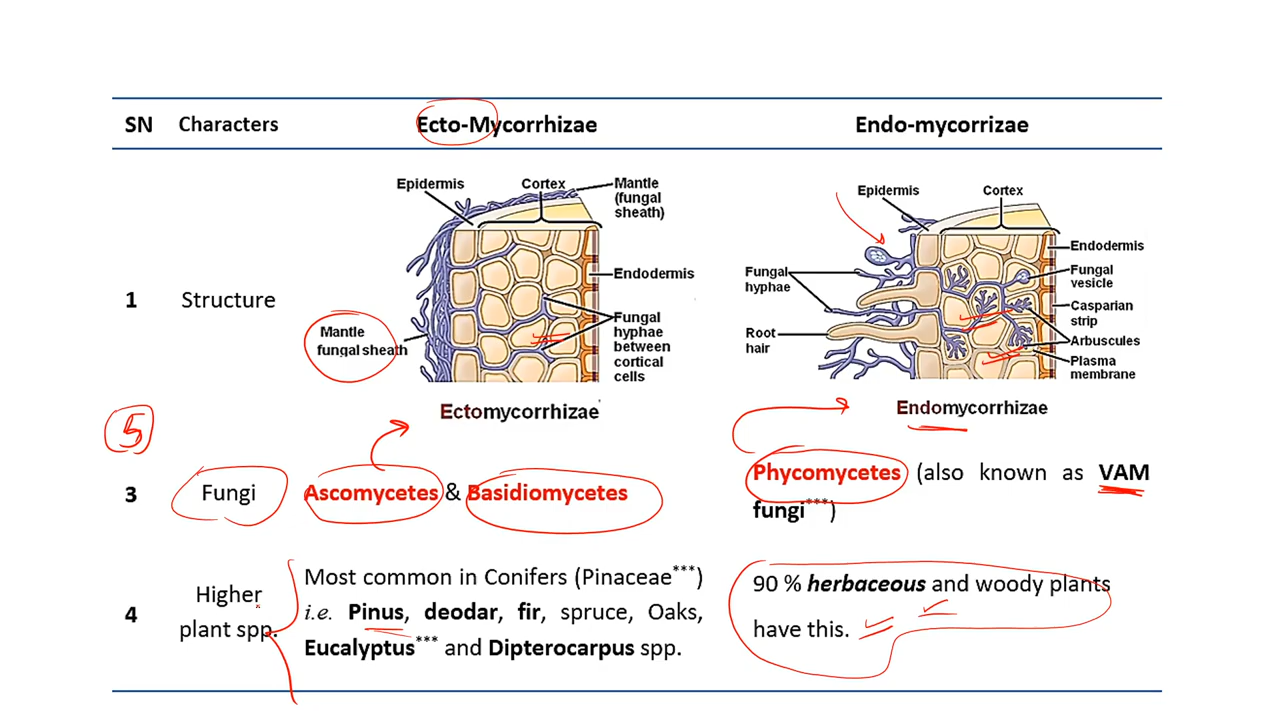 SN Characters Ecto-Mycorrhizae Endo-mycorrizae
Epidermis Cortex Mantle (fungal sheath)
Endodermis
Fungal hyphae between cortical cells
Mantle
fungal sheath
Ectomycorrhizae
Epidermis Cortex
Endodermis
Fungal vesicle
Casparian strip
Arbuscules
Plasma membrane
Fungal hyphae
Root hair
Endomycorrhizae
1 Structure
5
3 Fungi Ascomycetes & Basidiomycetes
Phycomycetes (also known as VAM
fungi***)
4 Higher
plant spp.
Most common in Conifers (Pinaceae***)
i.e. Pinus, deodar, fir, spruce, Oaks,
Eucalyptus*** and Dipterocarpus spp.
90 % herbaceous and woody plants
have this.